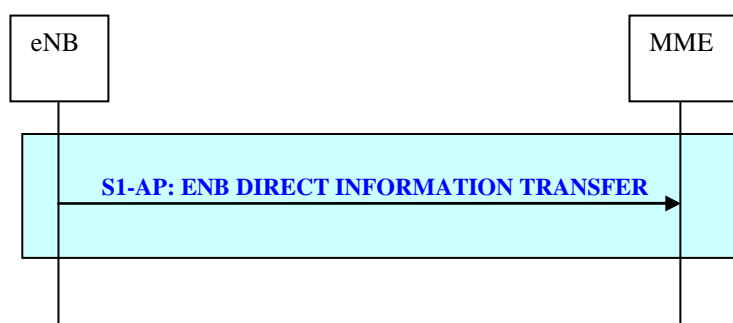 eNB
MME
S1-AP: ENB DIRECT INFORMATION TRANSFER